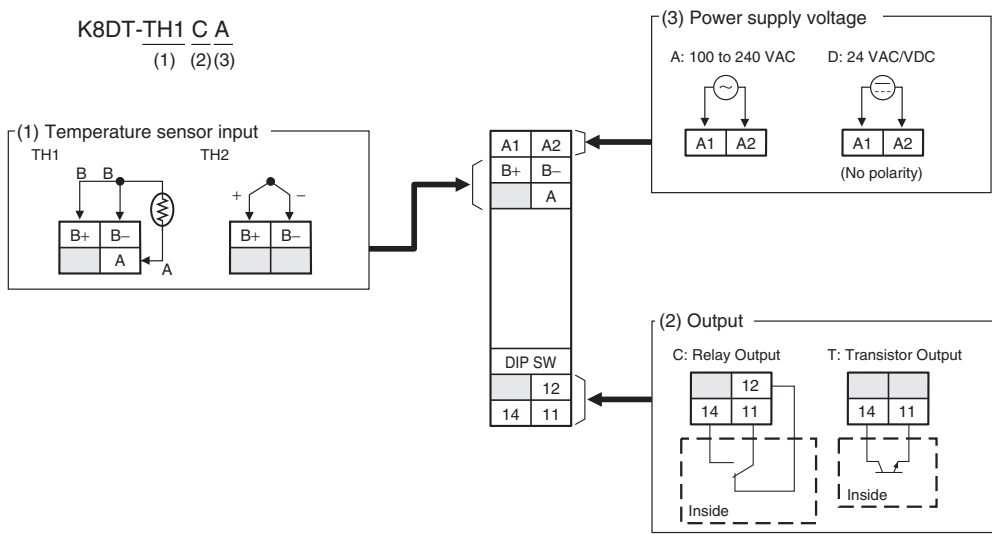 K8DT-TH1 C A
(1) (2)(3)
(1) Temperature sensor input
TH1
TH2
B B
+ −
B+ B−
A
A
B+ B−
A1 A2
B+ B−
A
DIP SW
12
14 11
(3) Power supply voltage
A: 100 to 240 VAC
D: 24 VAC/VDC
A1 A2
A1 A2
(No polarity)
(2) Output
C: Relay Output
T: Transistor Output
12
14 11
14 11
Inside
Inside